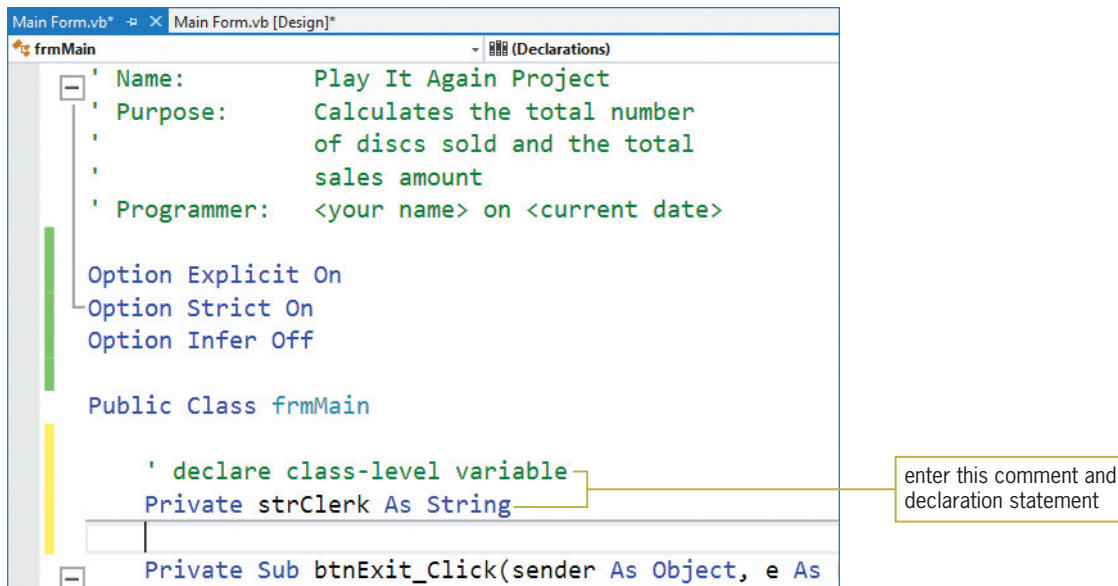 Main Form.vb* Main Form.vb [Design]*
frmMain (Declarations)
' Name: Play It Again Project
' Purpose: Calculates the total number
' of discs sold and the total
' sales amount
' Programmer: <your name> on <current date>
Option Explicit On
Option Strict On
Option Infer Off
Public Class frmMain
' declare class-level variable
Private strClerk As String
enter this comment and
declaration statement
Private Sub btnExit_Click(sender As Object, e As